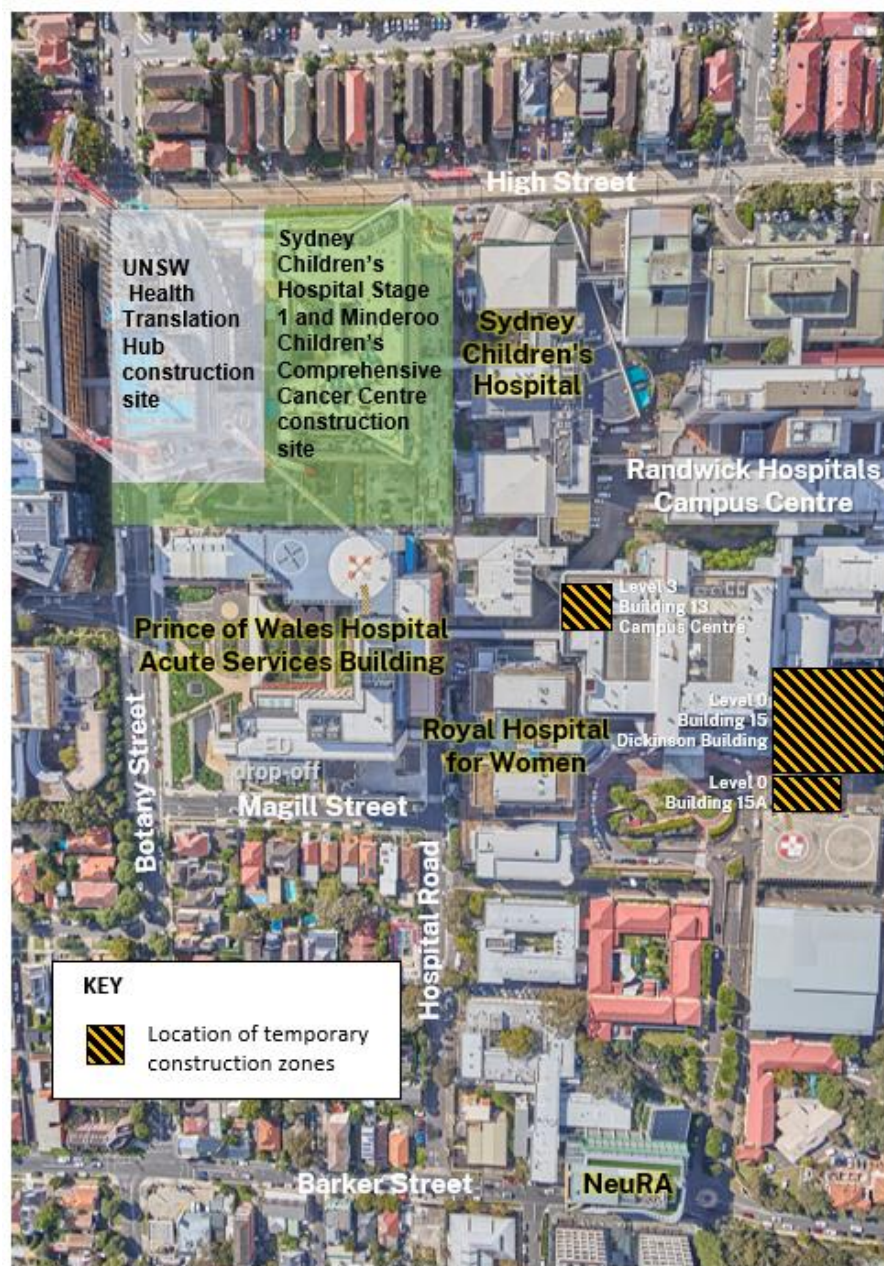 High Street
UNSW
Health
Translation
Hub
construction
site
Sydney
Children's
Hospital Stage
1 and Minderoo
Children's
Comprehensive
Cancer Centre
construction
site
Sydney
Children's
Hospital
Randwick Hospitals
Campus Centre
Level 3
Building 13
Campus Centre
Prince of Wales Hospital
Acute Services Building
Level 0
Building 15
Dickinson Building
Royal Hospital
for Women
ED
drop-off
Level 0
Building 15A
Magill Street
Botany Street
Hospital Road
KEY
Location of temporary
construction zones
Barker Street
NeuRA